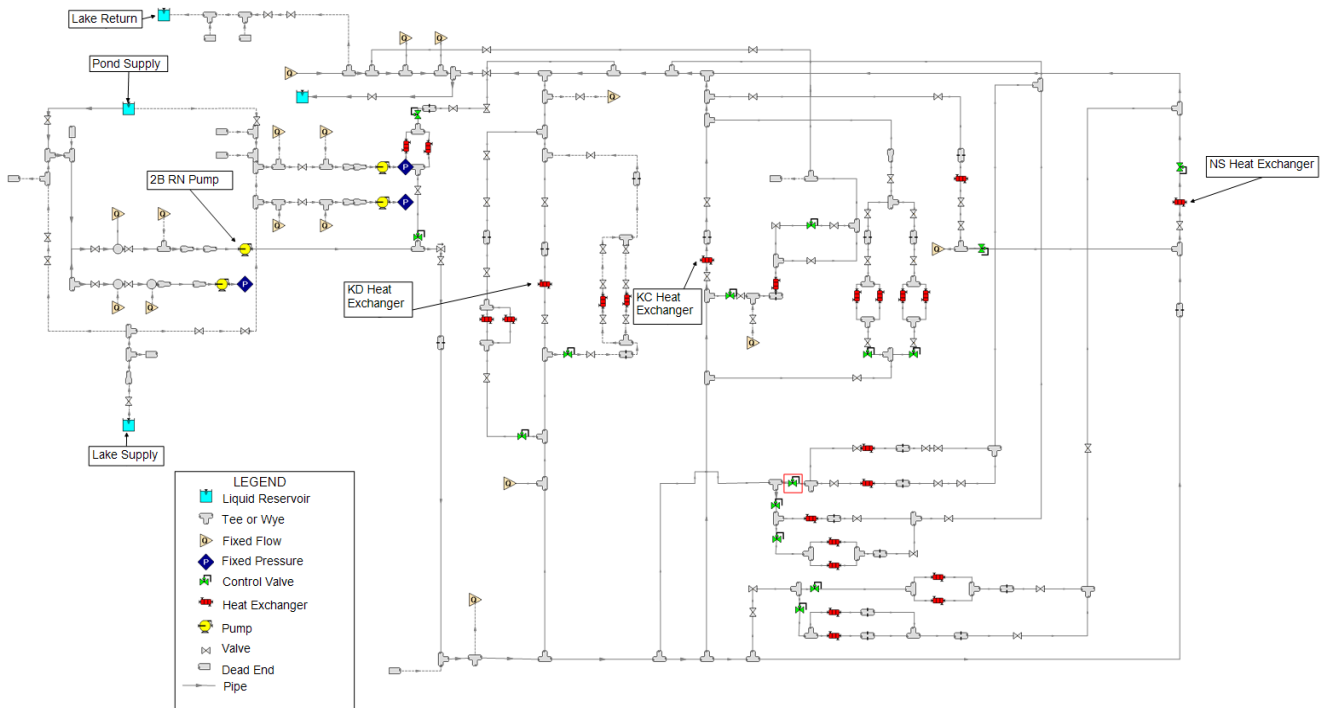 Lake Return
Pond Supply
2B RN Pump
NS Heat Exchanger
KD Heat
Exchanger
KC Heat
Exchanger
Lake Supply
LEGEND
Liquid Reservoir
Tee or Wye
Fixed Flow
Fixed Pressure
Control Valve
Heat Exchanger
Pump
Valve
Dead End
Pipe